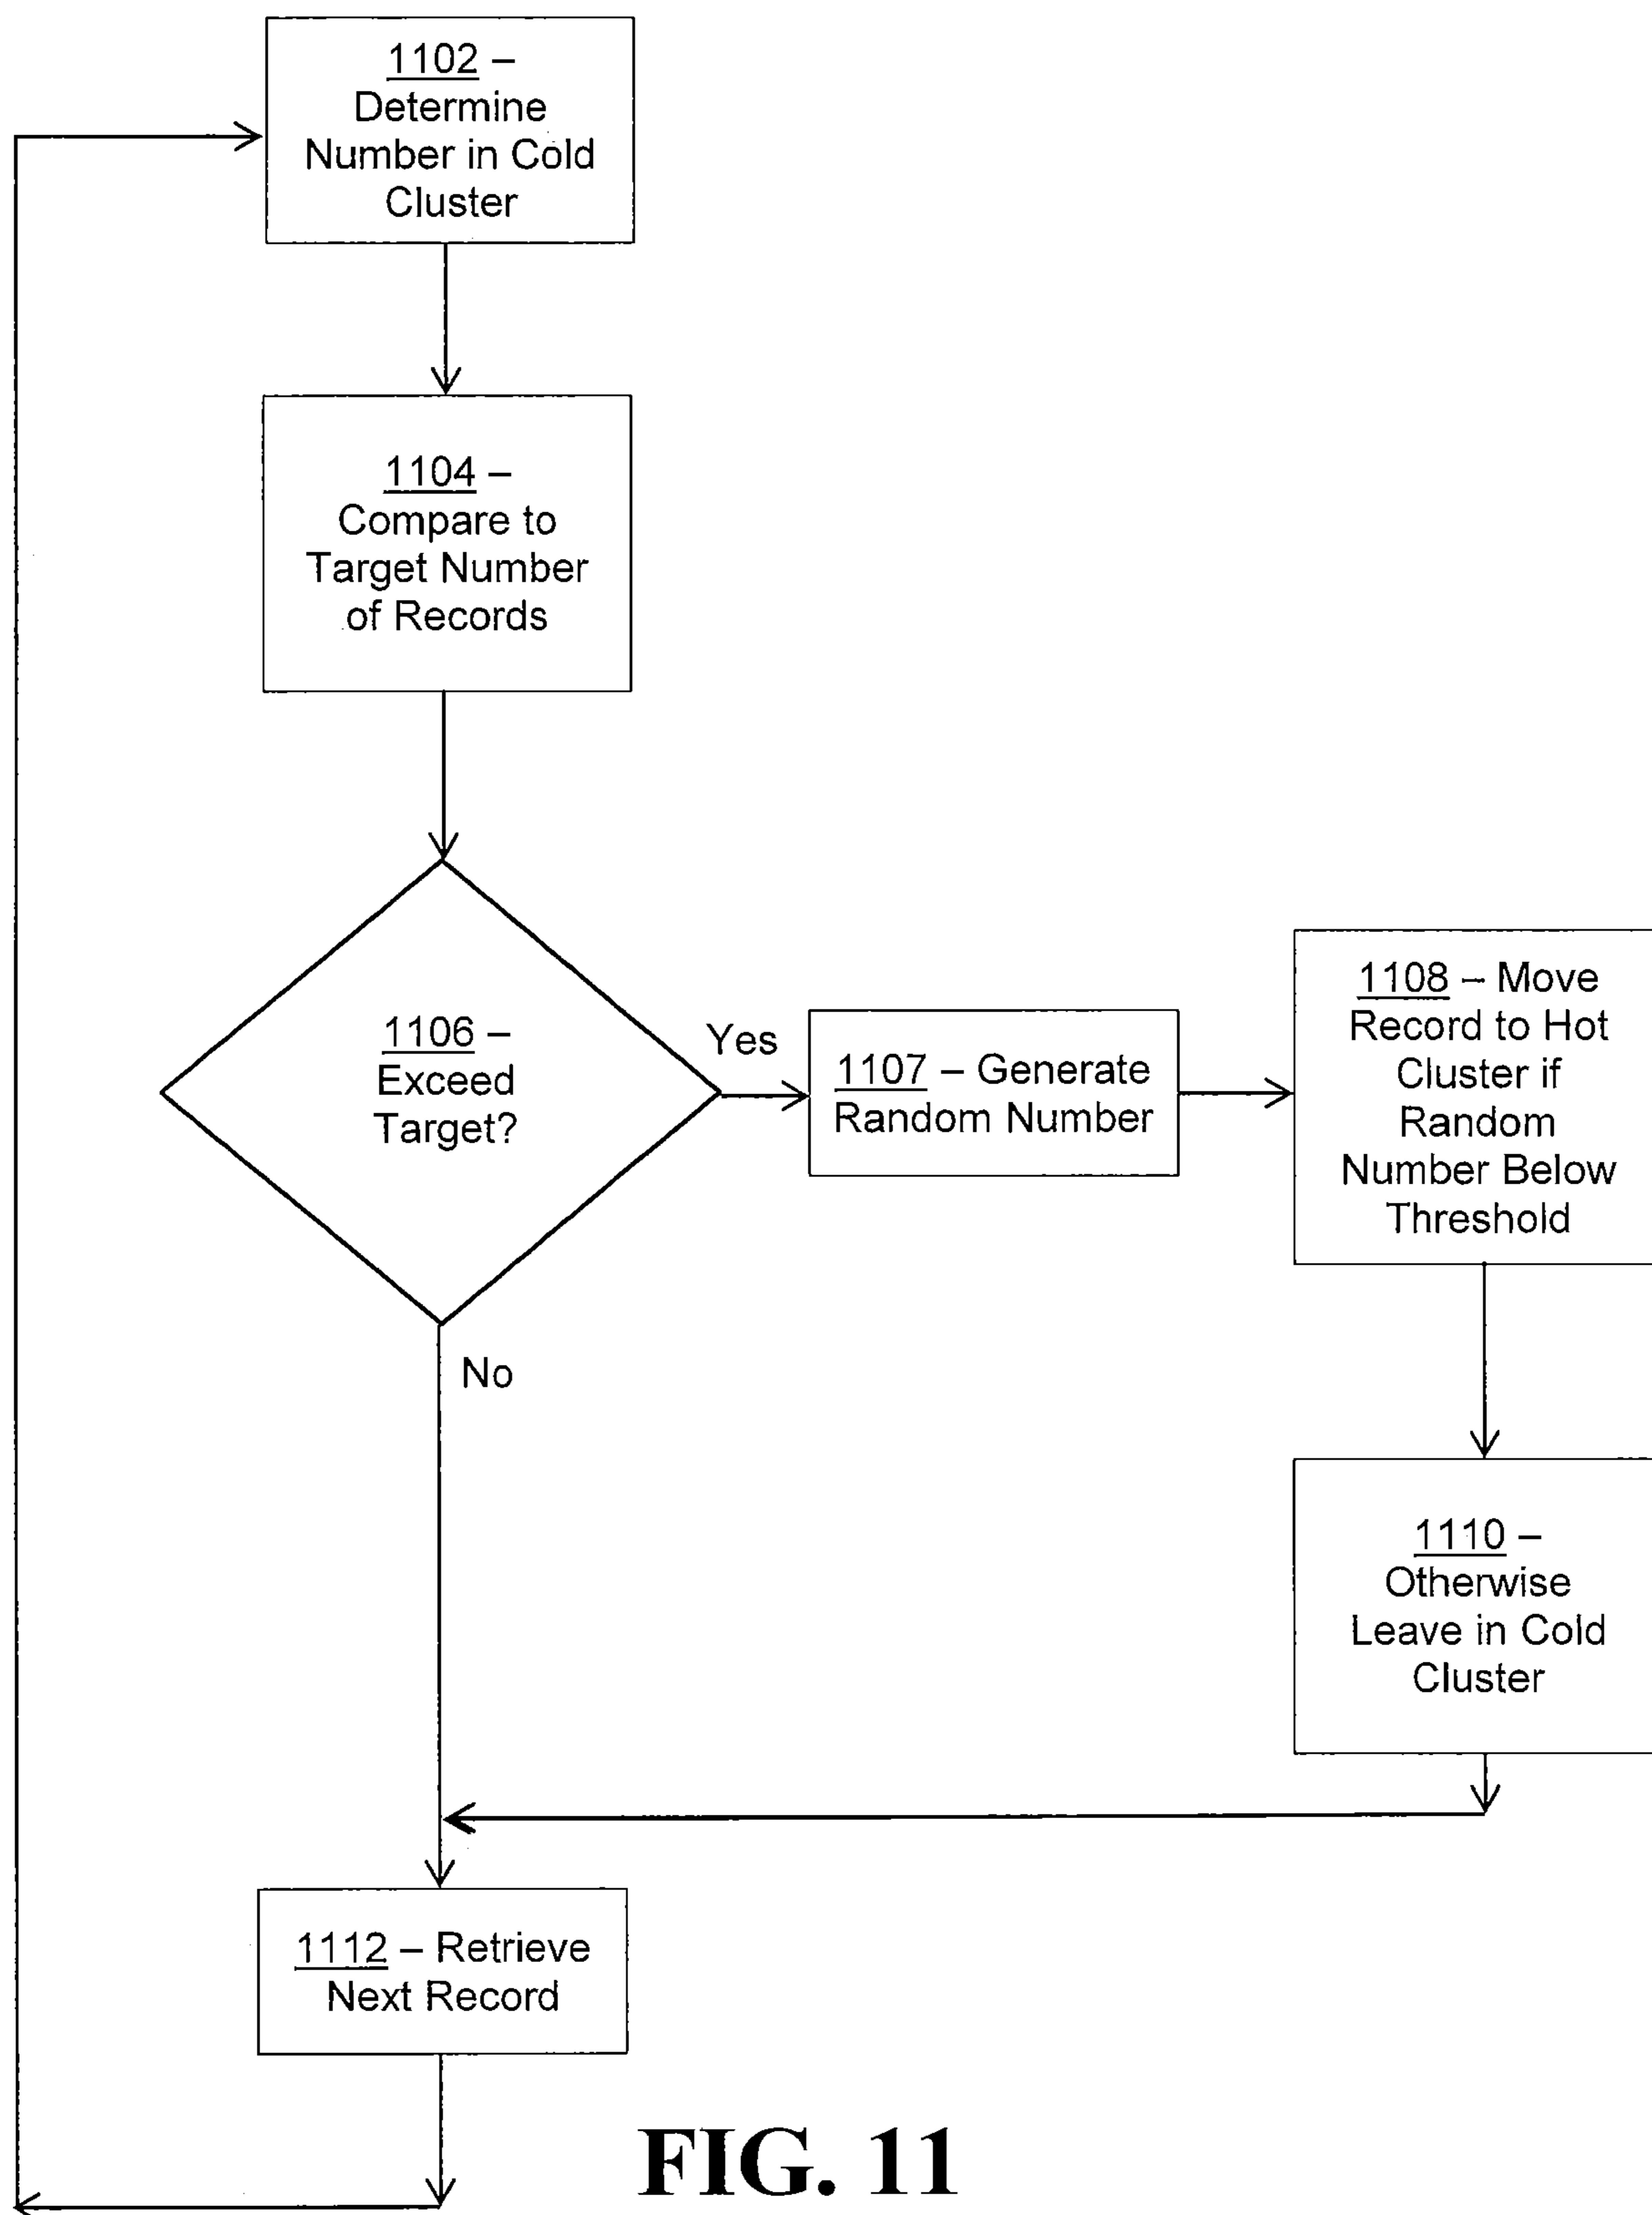 1102 –
Determine
Number in Cold
Cluster
1104 –
Compare to
Target Number
of Records
1106 –
Exceed
Target?
Yes
1107 – Generate
Random Number
1108 – Move
Record to Hot
Cluster if
Random
Number Below
Threshold
No
1110 –
Otherwise
Leave in Cold
Cluster
1112 – Retrieve
Next Record
FIG. 11